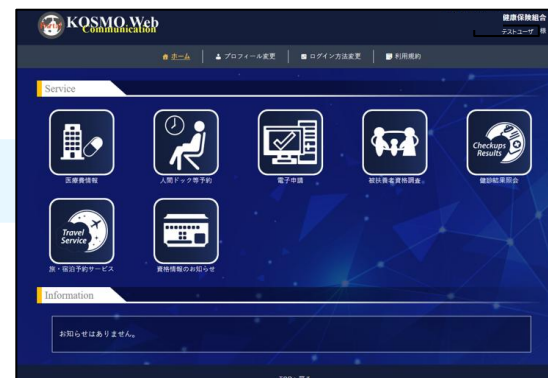 KOSMO Web
Communication
健康保険組合
テストユーザ 様
ホーム
プロフィール変更
ログイン方法変更
利用規約
Service
医療費情報
人間ドック等予約
電子申請
被扶養者資格調査
Checkups
Results
健診結果照会
Travel
Service
旅・宿泊予約サービス
資格情報のお知らせ
Information
お知らせはありません。